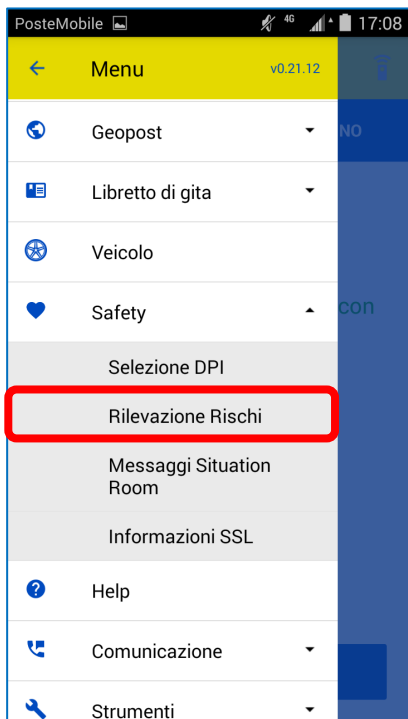 PosteMobile 4G 17:08
Menu v0.21.12
Geopost
NO
Libretto di gita
Veicolo
Safety
con
Selezione DPI
Rilevazione Rischi
Messaggi Situation
Room
Informazioni SSL
Help
Comunicazione
Strumenti